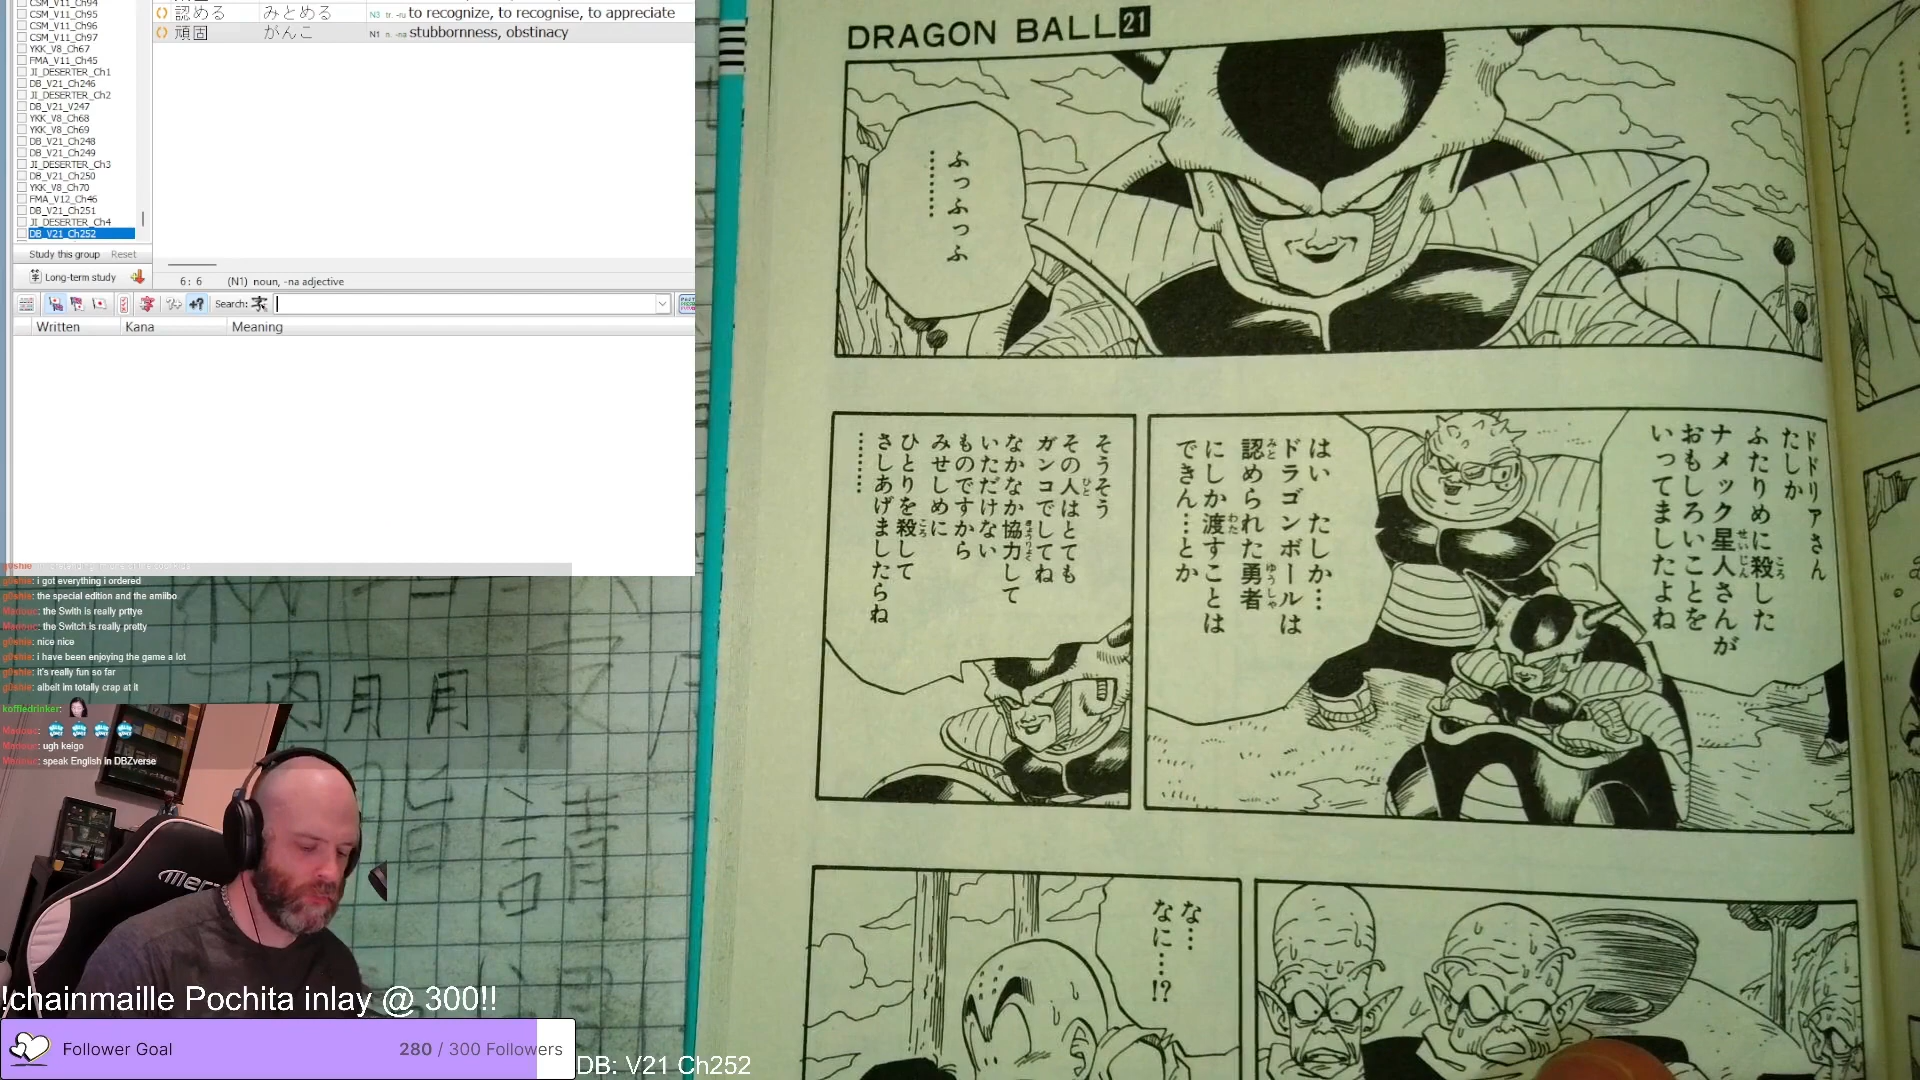 CSM_V11_Ch94
CSM_V11_Ch95
CSM_V11_Ch96
CSM_V11_Ch97
YKK_V8_Ch67
FMA_V11_Ch45
JI_DESERTER_Ch1
DB_V21_Ch246
JI_DESERTER_Ch2
DB_V21_V247
YKK_V8_Ch68
YKK_V8_Ch69
DB_V21_Ch248
DB_V21_Ch249
JI_DESERTER_Ch3
DB_V21_Ch250
YKK_V8_Ch70
FMA_V12_Ch46
DB_V21_Ch251
JI_DESERTER_Ch4
DB_V21_Ch252
Study this group Reset
Long-term study
認める みとめる N3 tr. -ru to recognize, to recognise, to appreciate
頑固 がんこ N1 n. -na stubbornness, obstinacy
6: 6 (N1) noun, -na adjective
Search:
Written Kana Meaning
g0shie: i got everything i ordered
g0shie: the special edition and the amiibo
the Swith is really prttye
the Switch is really pretty
g0shie: nice nice
g0shie: i have been enjoying the game a lot
g0shie: it's really fun so far
g0shie: albeit im totally crap at it
koffiedrinker:
ugh keigo
speak English in DBZverse
!chainmaille Pochita inlay @ 300!!
Follower Goal 280 / 300 Followers
DB: V21 Ch252
DRAGON BALL 21
ふっふっふ
………
ドドリアさん
たしか
ふたりめに殺した
ナメック星人さんが
おもしろいことを
いってましたよね
はい たしか…
ドラゴンボールは
認められた勇者
にしか渡すことは
できん…とか
そうそう
その人はとても
ガンコでしてね
なかなか協力して
いただけない
ものですから
みせしめに
ひとりを殺して
さしあげましたらね
………
な…
なに…!?